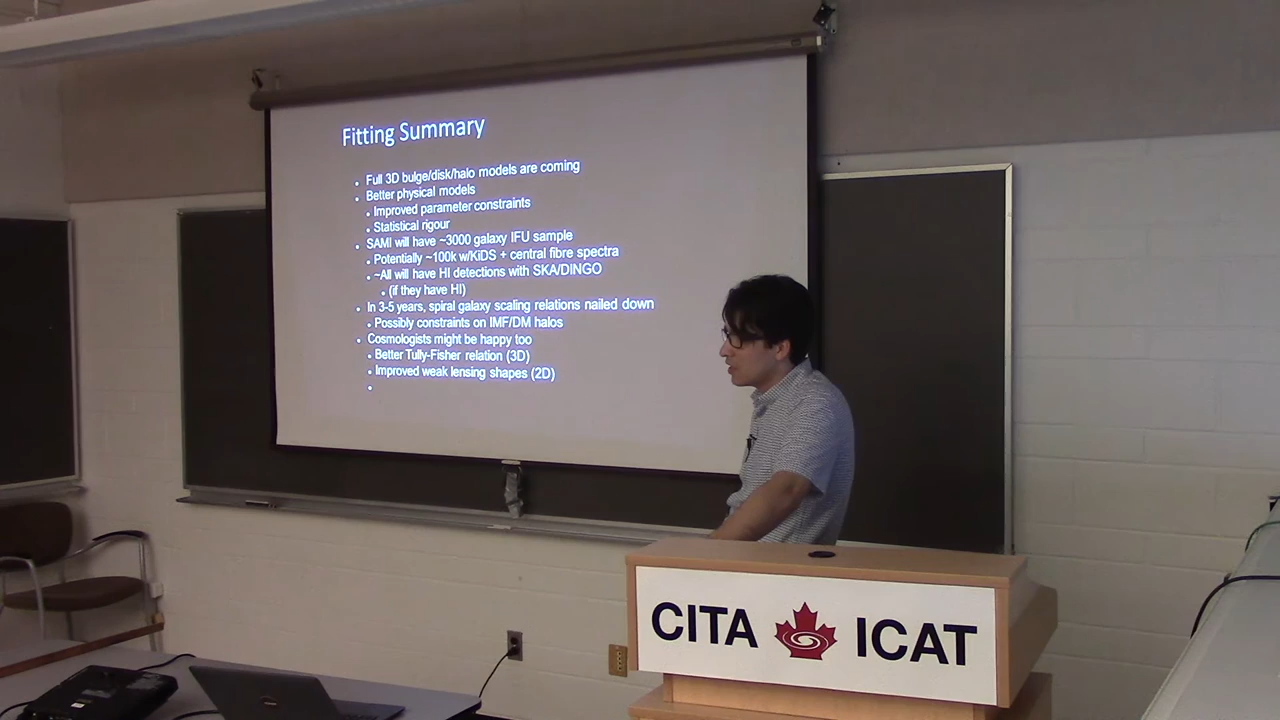 Fitting Summary
• Full 3D bulge/disk/halo models are coming
• Better physical models
• Improved parameter constraints
• Statistical rigour
• SAMI will have ~3000 galaxy IFU sample
• Potentially ~100k w/KiDS + central fibre spectra
• ~All will have HI detections with SKA/DINGO
• (if they have HI)
• In 3-5 years, spiral galaxy scaling relations nailed down
• Possibly constraints on IMF/DM halos
• Cosmologists might be happy too
• Better Tully-Fisher relation (3D)
• Improved weak lensing shapes (2D)
•
CITA ICAT